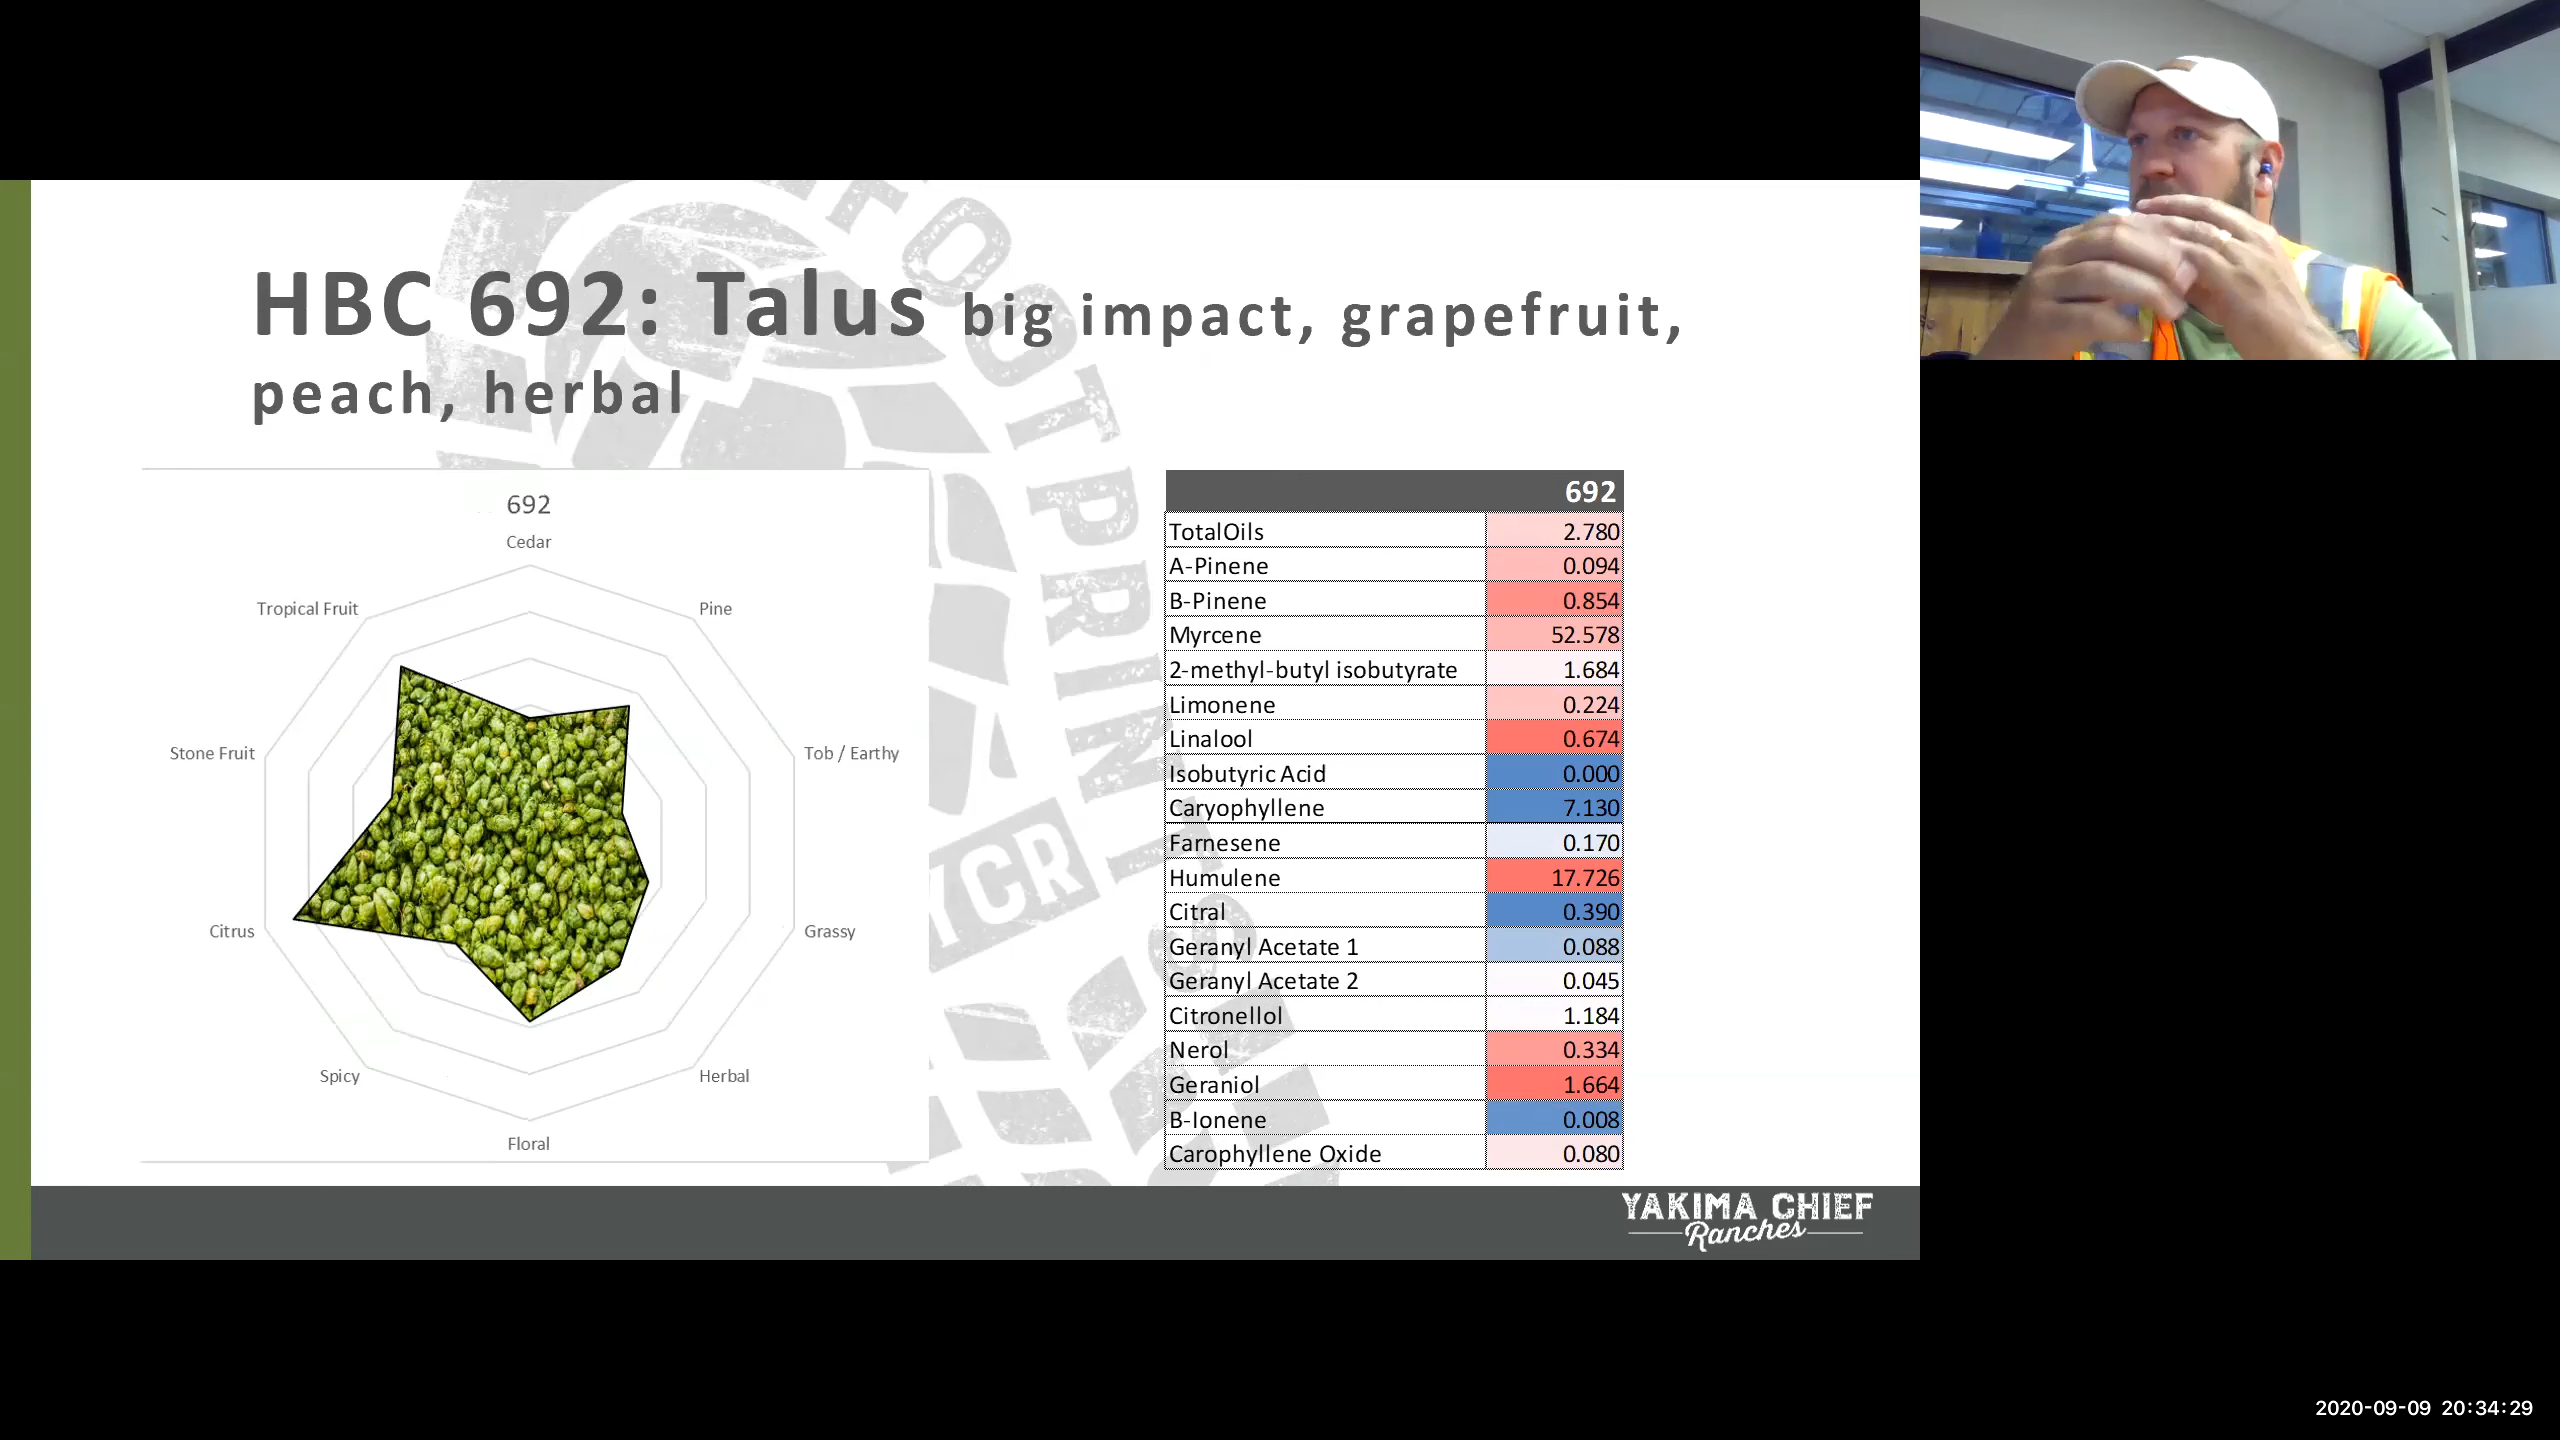 HBC 692: Talus big impact, grapefruit,
peach, herbal
692
Cedar
Tropical Fruit
Pine
Stone Fruit
Tob / Earthy
Citrus
Grassy
Spicy
Herbal
Floral
692
TotalOils 2.780
A-Pinene 0.094
B-Pinene 0.854
Myrcene 52.578
2-methyl-butyl isobutyrate 1.684
Limonene 0.224
Linalool 0.674
Isobutyric Acid 0.000
Caryophyllene 7.130
Farnesene 0.170
Humulene 17.726
Citral 0.390
Geranyl Acetate 1 0.088
Geranyl Acetate 2 0.045
Citronellol 1.184
Nerol 0.334
Geraniol 1.664
B-Ionene 0.008
Carophyllene Oxide 0.080
YCR
YAKIMA CHIEF
Ranches
2020-09-09 20:34:29